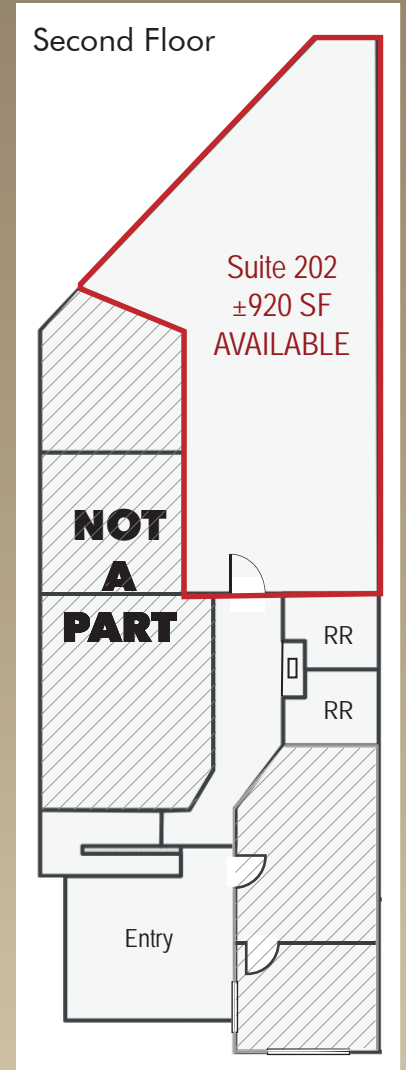 Second Floor
Suite 202
±920 SF
AVAILABLE
NOT
A
PART
RR
RR
Entry